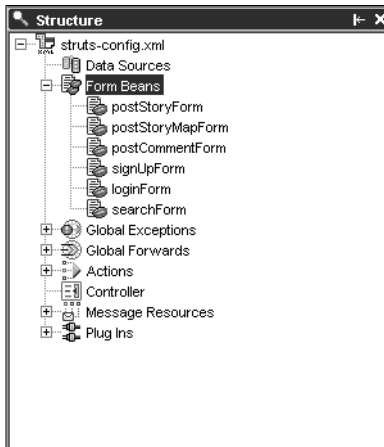 Structure
struts-config.xml
Data Sources
Form Beans
postStoryForm
postStoryMapForm
postCommentForm
signUpForm
loginForm
searchForm
Global Exceptions
Global Forwards
Actions
Controller
Message Resources
Plug Ins